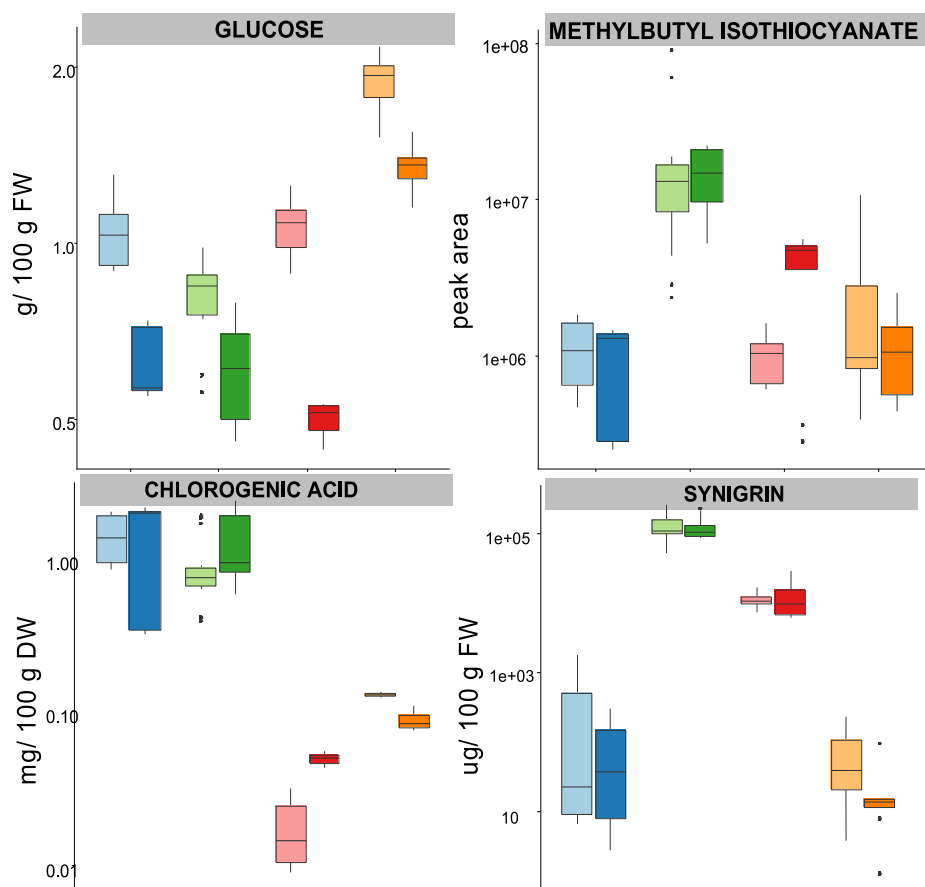 GLUCOSE
2.0
1.0
0.5
g/ 100 g FW
METHYLBUTYL ISOTHIOCYANATE
1e+08
1e+07
1e+06
peak area
CHLOROGENIC ACID
1.00
0.10
0.01
mg/ 100 g DW
SYNIGRIN
1e+05
1e+03
10
ug/ 100 g FW